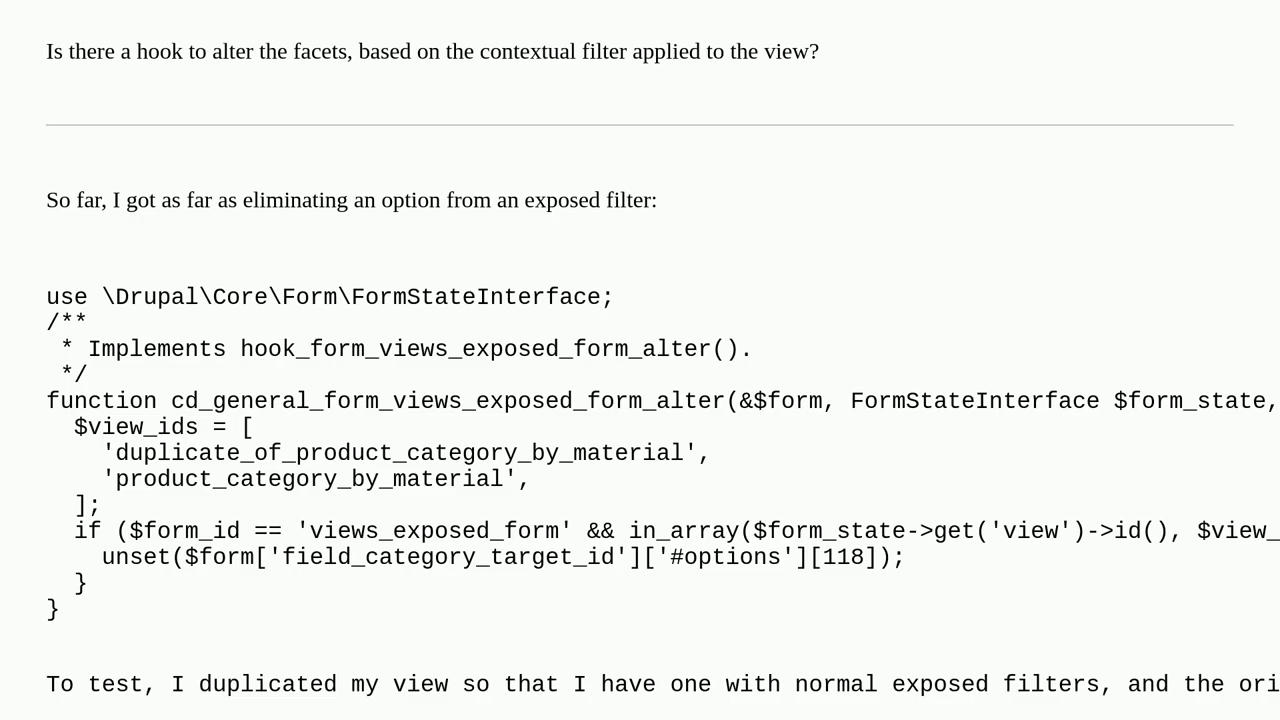 Is there a hook to alter the facets, based on the contextual filter applied to the view?
So far, I got as far as eliminating an option from an exposed filter:
use \Drupal\Core\Form\FormStateInterface;
/**
 * Implements hook_form_views_exposed_form_alter().
 */
function cd_general_form_views_exposed_form_alter(&$form, FormStateInterface $form_state,
  $view_ids = [
    'duplicate_of_product_category_by_material',
    'product_category_by_material',
  ];
  if ($form_id == 'views_exposed_form' && in_array($form_state->get('view')->id(), $view_
    unset($form['field_category_target_id']['#options'][118]);
  }
}
To test, I duplicated my view so that I have one with normal exposed filters, and the ori